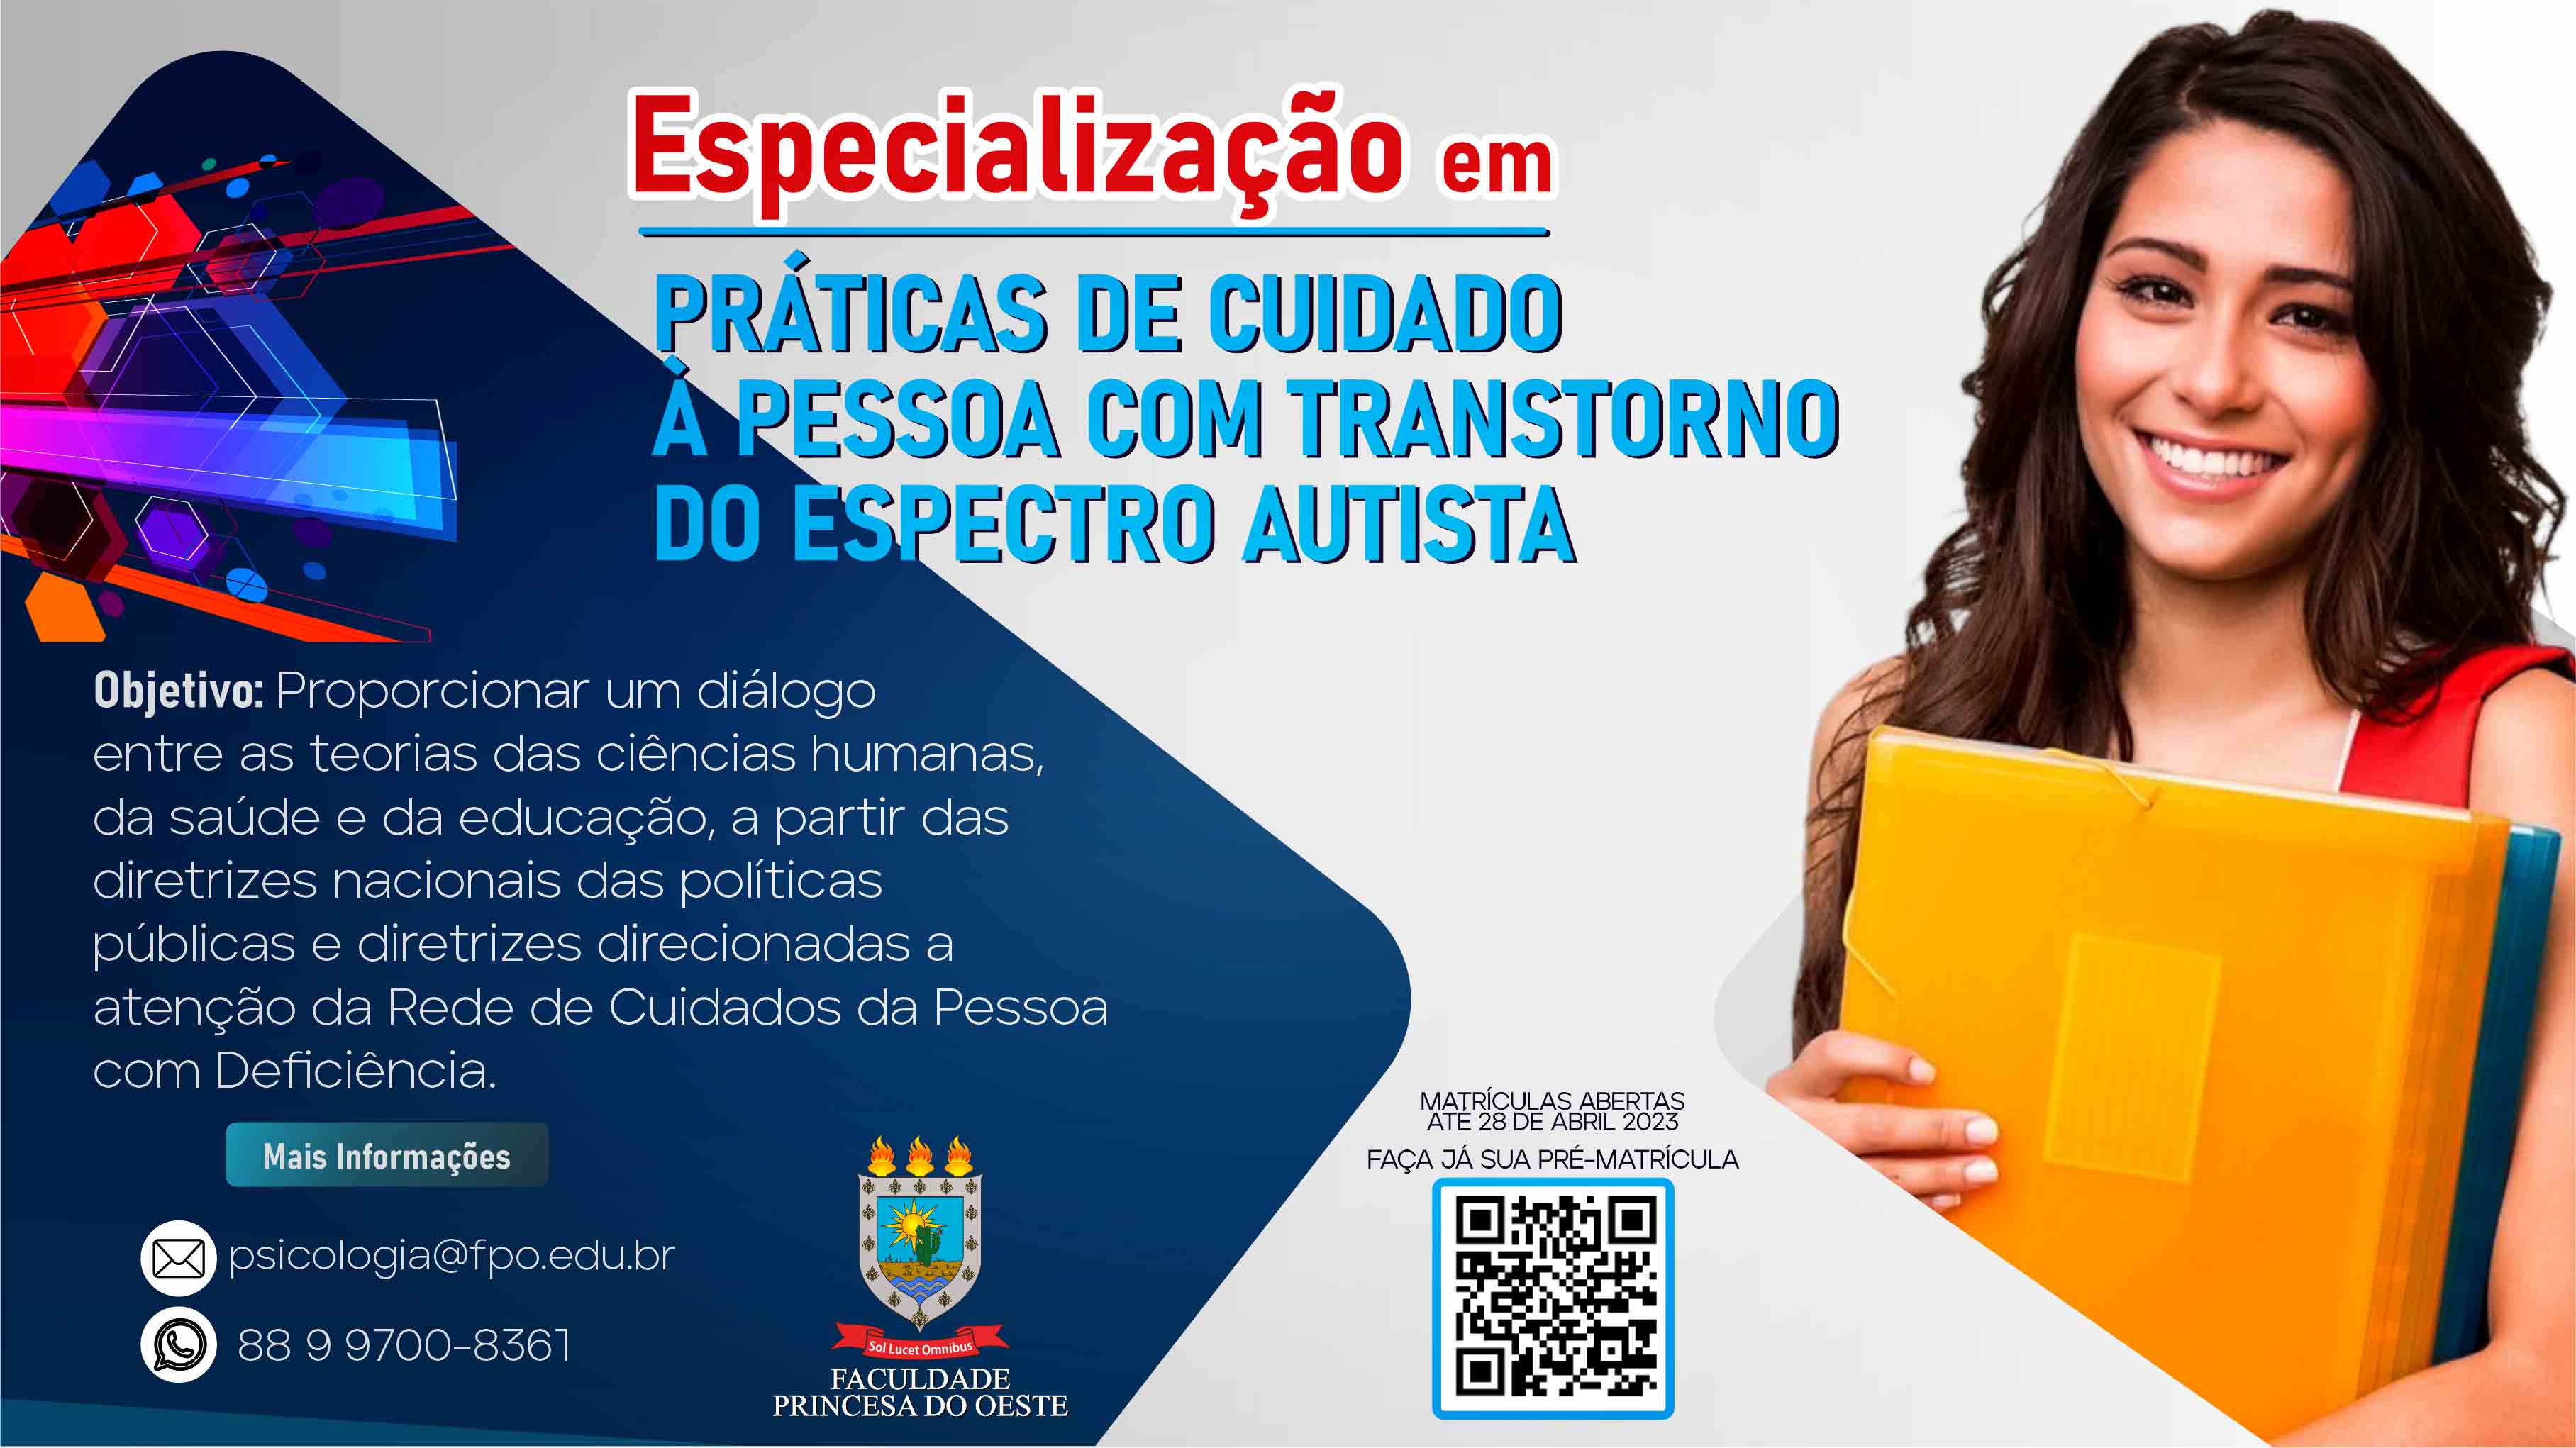 Especialização em
PRÁTICAS DE CUIDADO
À PESSOA COM TRANSTORNO
DO ESPECTRO AUTISTA
Objetivo: Proporcionar um diálogo
entre as teorias das ciências humanas,
da saúde e da educação, a partir das
diretrizes nacionais das políticas
públicas e diretrizes direcionadas a
atenção da Rede de Cuidados da Pessoa
com Deficiência.
Mais Informações
psicologia@fpo.edu.br
88 9 9700-8361
Sol Lucet Omnibus
FACULDADE
PRINCESA DO OESTE
MATRÍCULAS ABERTAS
ATÉ 28 DE ABRIL 2023
FAÇA JÁ SUA PRÉ-MATRÍCULA